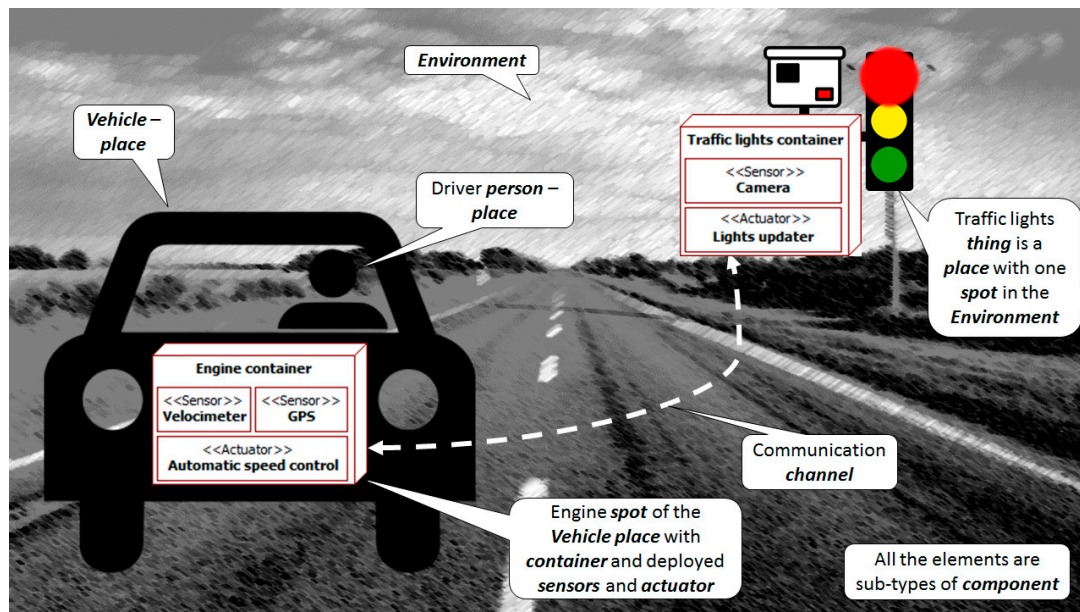 Environment
Vehicle –
place
Driver person –
place
Traffic lights container
<<Sensor>>
Camera
<<Actuator>>
Lights updater
Traffic lights
thing is a
place with one
spot in the
Environment
Engine container
<<Sensor>>
Velocimeter
<<Sensor>>
GPS
<<Actuator>>
Automatic speed control
Communication
channel
Engine spot of the
Vehicle place with
container and deployed
sensors and actuator
All the elements are
sub-types of component